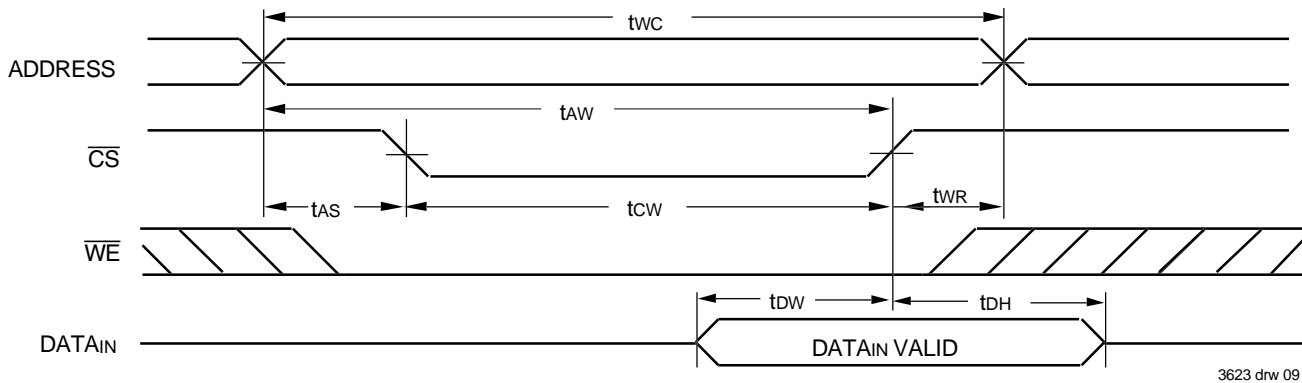 tWC
ADDRESS
tAW
CS
tAS
tCW
tWR
WE
tDW
tDH
DATAIN
DATAIN VALID
3623 drw 09